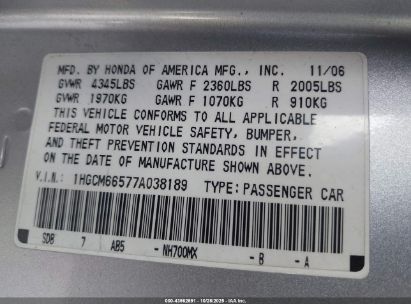 MFD. BY HONDA OF AMERICA MFG., INC. 11/06
GVWR 4345LBS GAWR F 2360LBS R 2005LBS
GVWR 1970KG GAWR F 1070KG R 910KG
THIS VEHICLE CONFORMS TO ALL APPLICABLE
FEDERAL MOTOR VEHICLE SAFETY, BUMPER,
AND THEFT PREVENTION STANDARDS IN EFFECT
ON THE DATE OF MANUFACTURE SHOWN ABOVE.
V.I.N: 1HGCM66577A038189 TYPE: PASSENGER CAR
SDB 7 AB5 - NH700MX - B - A